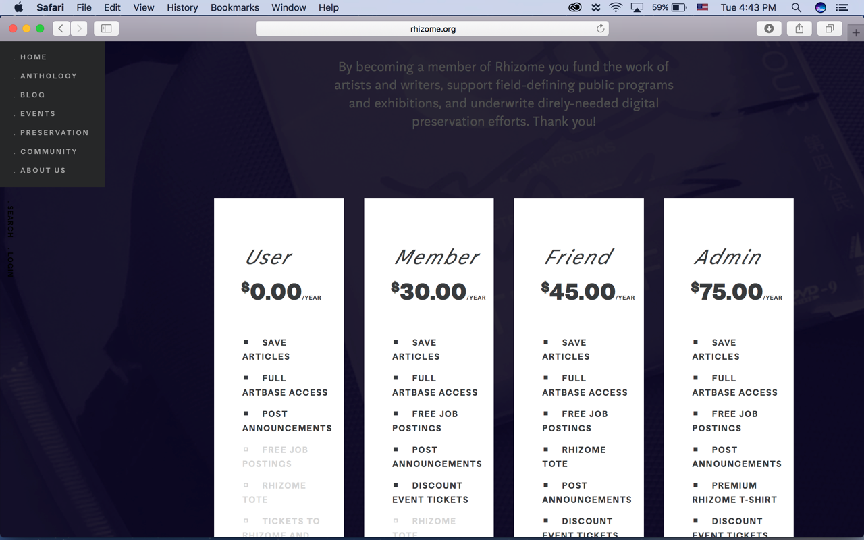 Safari File Edit View History Bookmarks Window Help 59% Tue 4:43 PM
rhizome.org
HOME
ANTHOLOGY
BLOG
. EVENTS
. PRESERVATION
. COMMUNITY
. ABOUT US
SEARCH
LOGIN
By becoming a member of Rhizome you fund the work of
artists and writers, support field-defining public programs
and exhibitions, and underwrite direly-needed digital
preservation efforts. Thank you!
User
$0.00/YEAR
SAVE
ARTICLES
FULL
ARTBASE ACCESS
POST
ANNOUNCEMENTS
FREE JOB
POSTINGS
RHIZOME
TOTE
TICKETS TO
RHIZOME AND
Member
$30.00/YEAR
SAVE
ARTICLES
FULL
ARTBASE ACCESS
FREE JOB
POSTINGS
POST
ANNOUNCEMENTS
DISCOUNT
EVENT TICKETS
RHIZOME
TOTE
Friend
$45.00/YEAR
SAVE
ARTICLES
FULL
ARTBASE ACCESS
FREE JOB
POSTINGS
RHIZOME
TOTE
POST
ANNOUNCEMENTS
DISCOUNT
EVENT TICKETS
Admin
$75.00/YEAR
SAVE
ARTICLES
FULL
ARTBASE ACCESS
FREE JOB
POSTINGS
POST
ANNOUNCEMENTS
PREMIUM
RHIZOME T-SHIRT
DISCOUNT
EVENT TICKETS